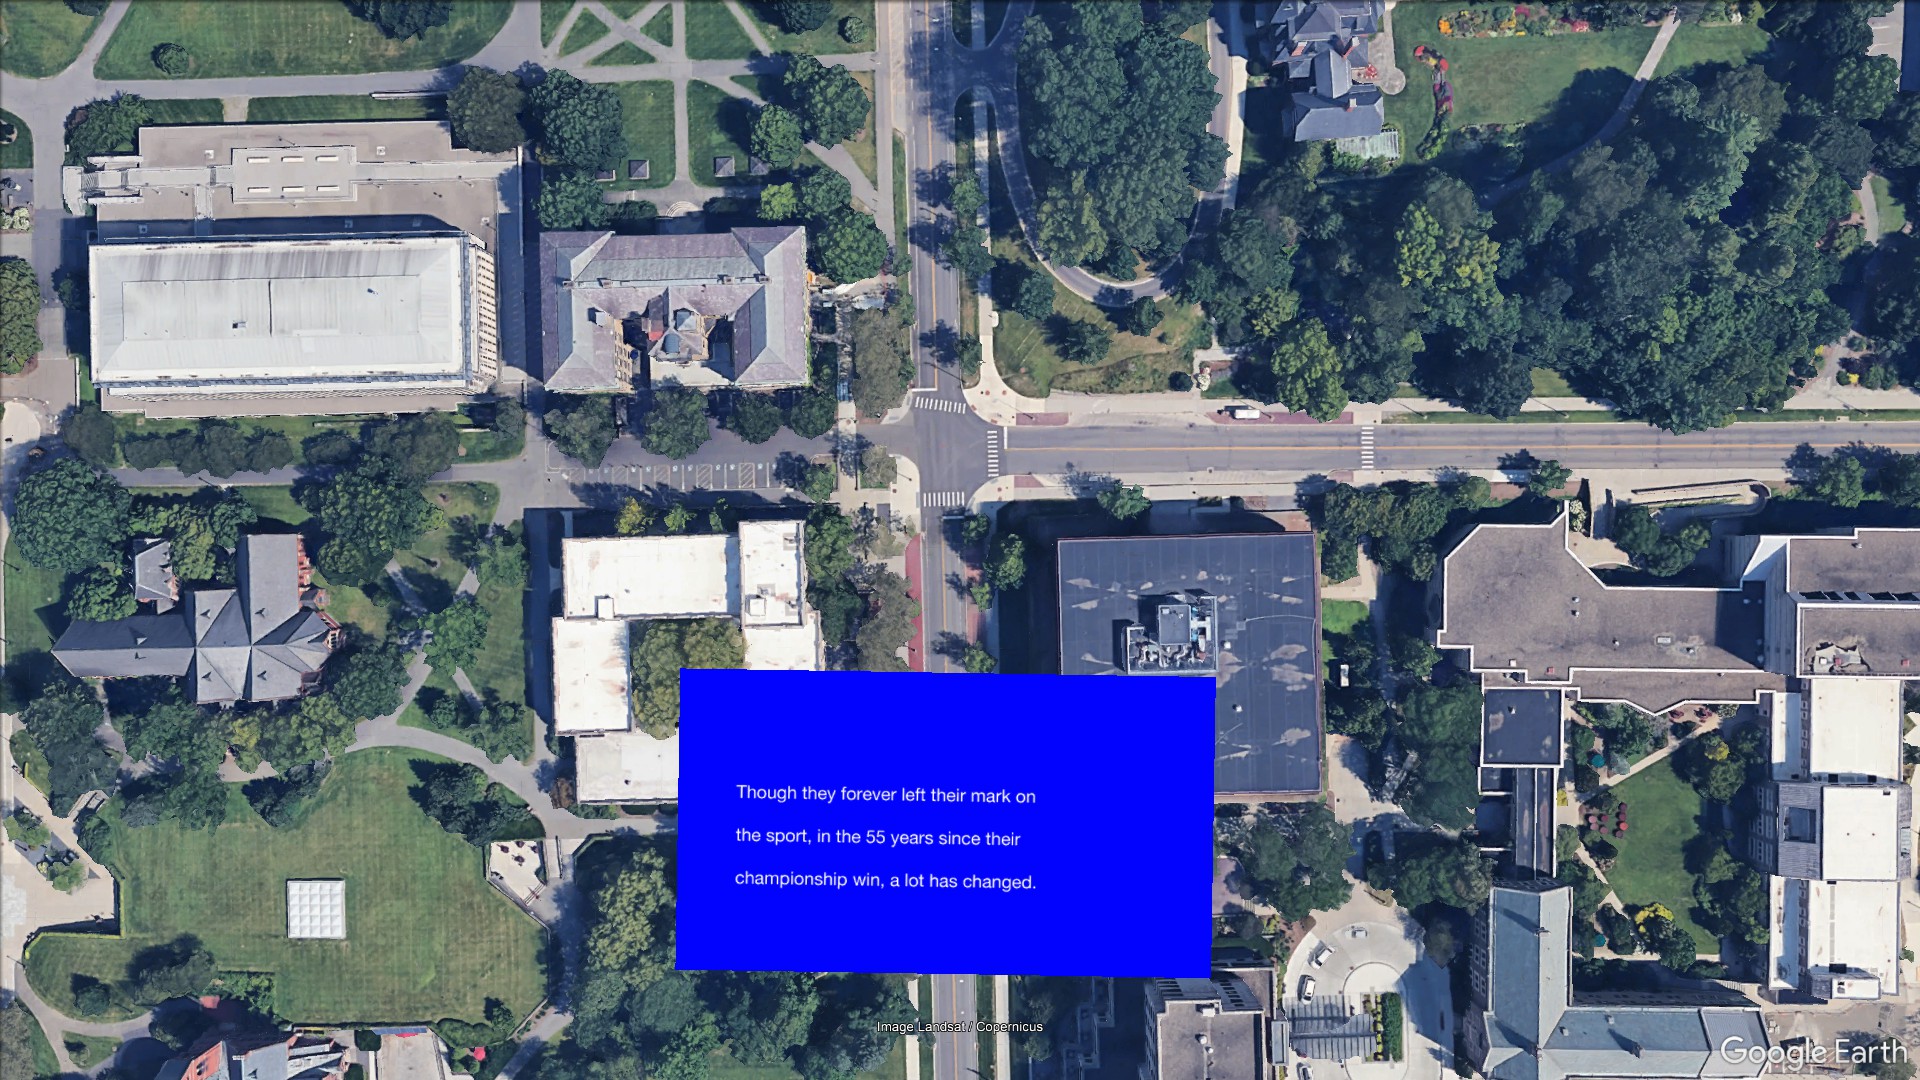 Though they forever left their mark on
the sport, in the 55 years since their
championship win, a lot has changed.
Image Landsat / Copernicus
Google Earth